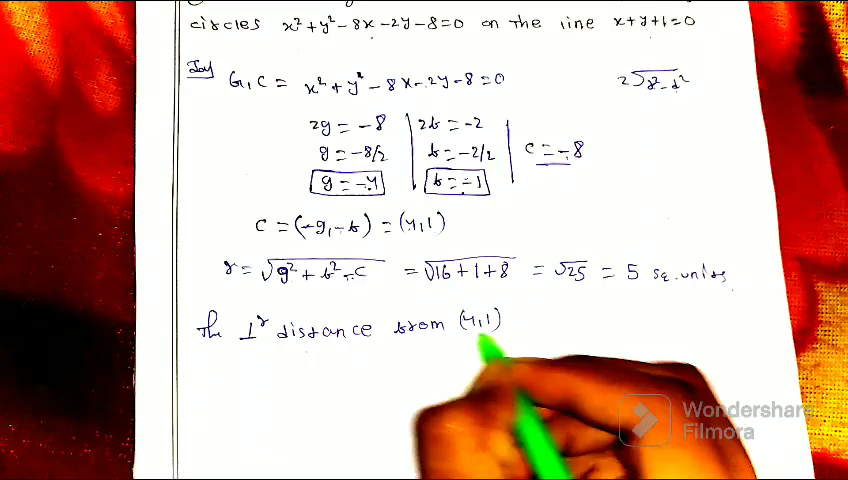 circles x² + y² - 8x - 2y - 8 = 0 on the line x + y + 1 = 0
Sol G, C = x² + y² - 8x - 2y - 8 = 0 2√r² - d²
2g = -8 2f = -2
g = -8/2 f = -2/2 c = -8
g = -4 f = -1
c = (-g, -f) = (4,1)
r = √g² + f² - c = √16 + 1 + 8 = √25 = 5 sq. units
The ⊥r distance from (4,1)
Wondershare
Filmora